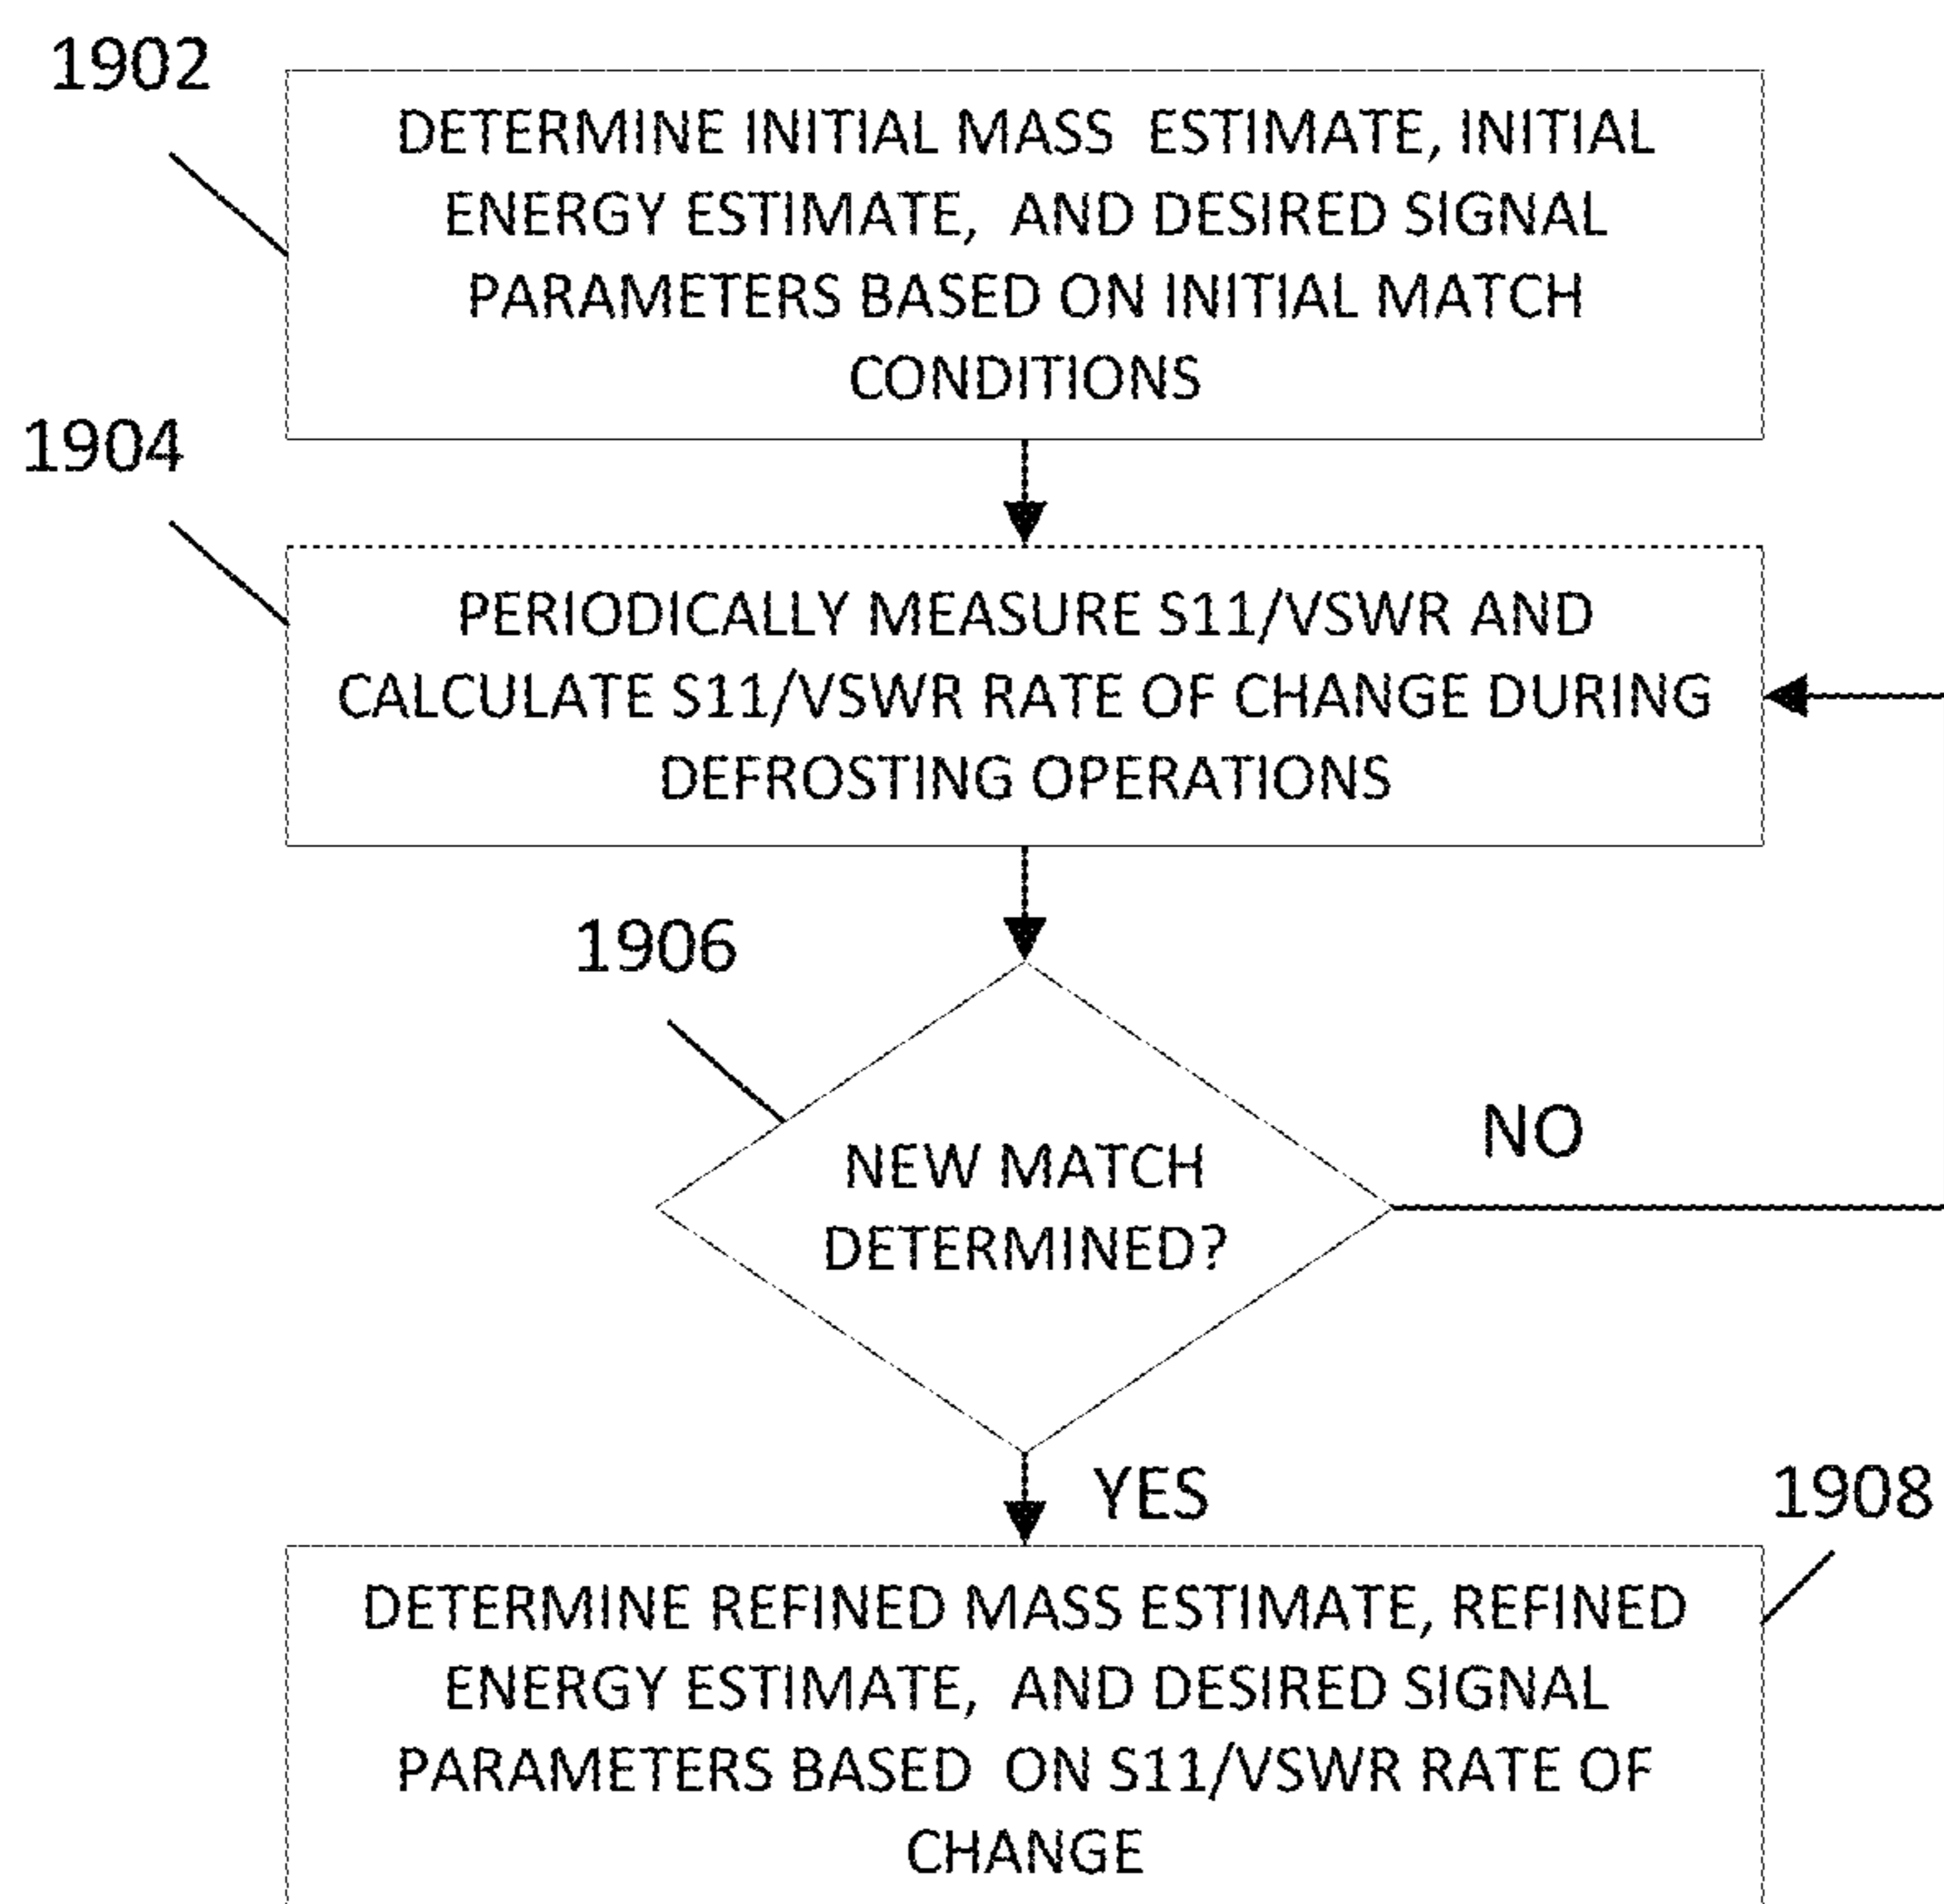 1902
DETERMINE INITIAL MASS ESTIMATE, INITIAL
ENERGY ESTIMATE, AND DESIRED SIGNAL
PARAMETERS BASED ON INITIAL MATCH
CONDITIONS
1904
PERIODICALLY MEASURE S11/VSWR AND
CALCULATE S11/VSWR RATE OF CHANGE DURING
DEFROSTING OPERATIONS
1906
NEW MATCH
DETERMINED?
NO
YES
1908
DETERMINE REFINED MASS ESTIMATE, REFINED
ENERGY ESTIMATE, AND DESIRED SIGNAL
PARAMETERS BASED ON S11/VSWR RATE OF
CHANGE